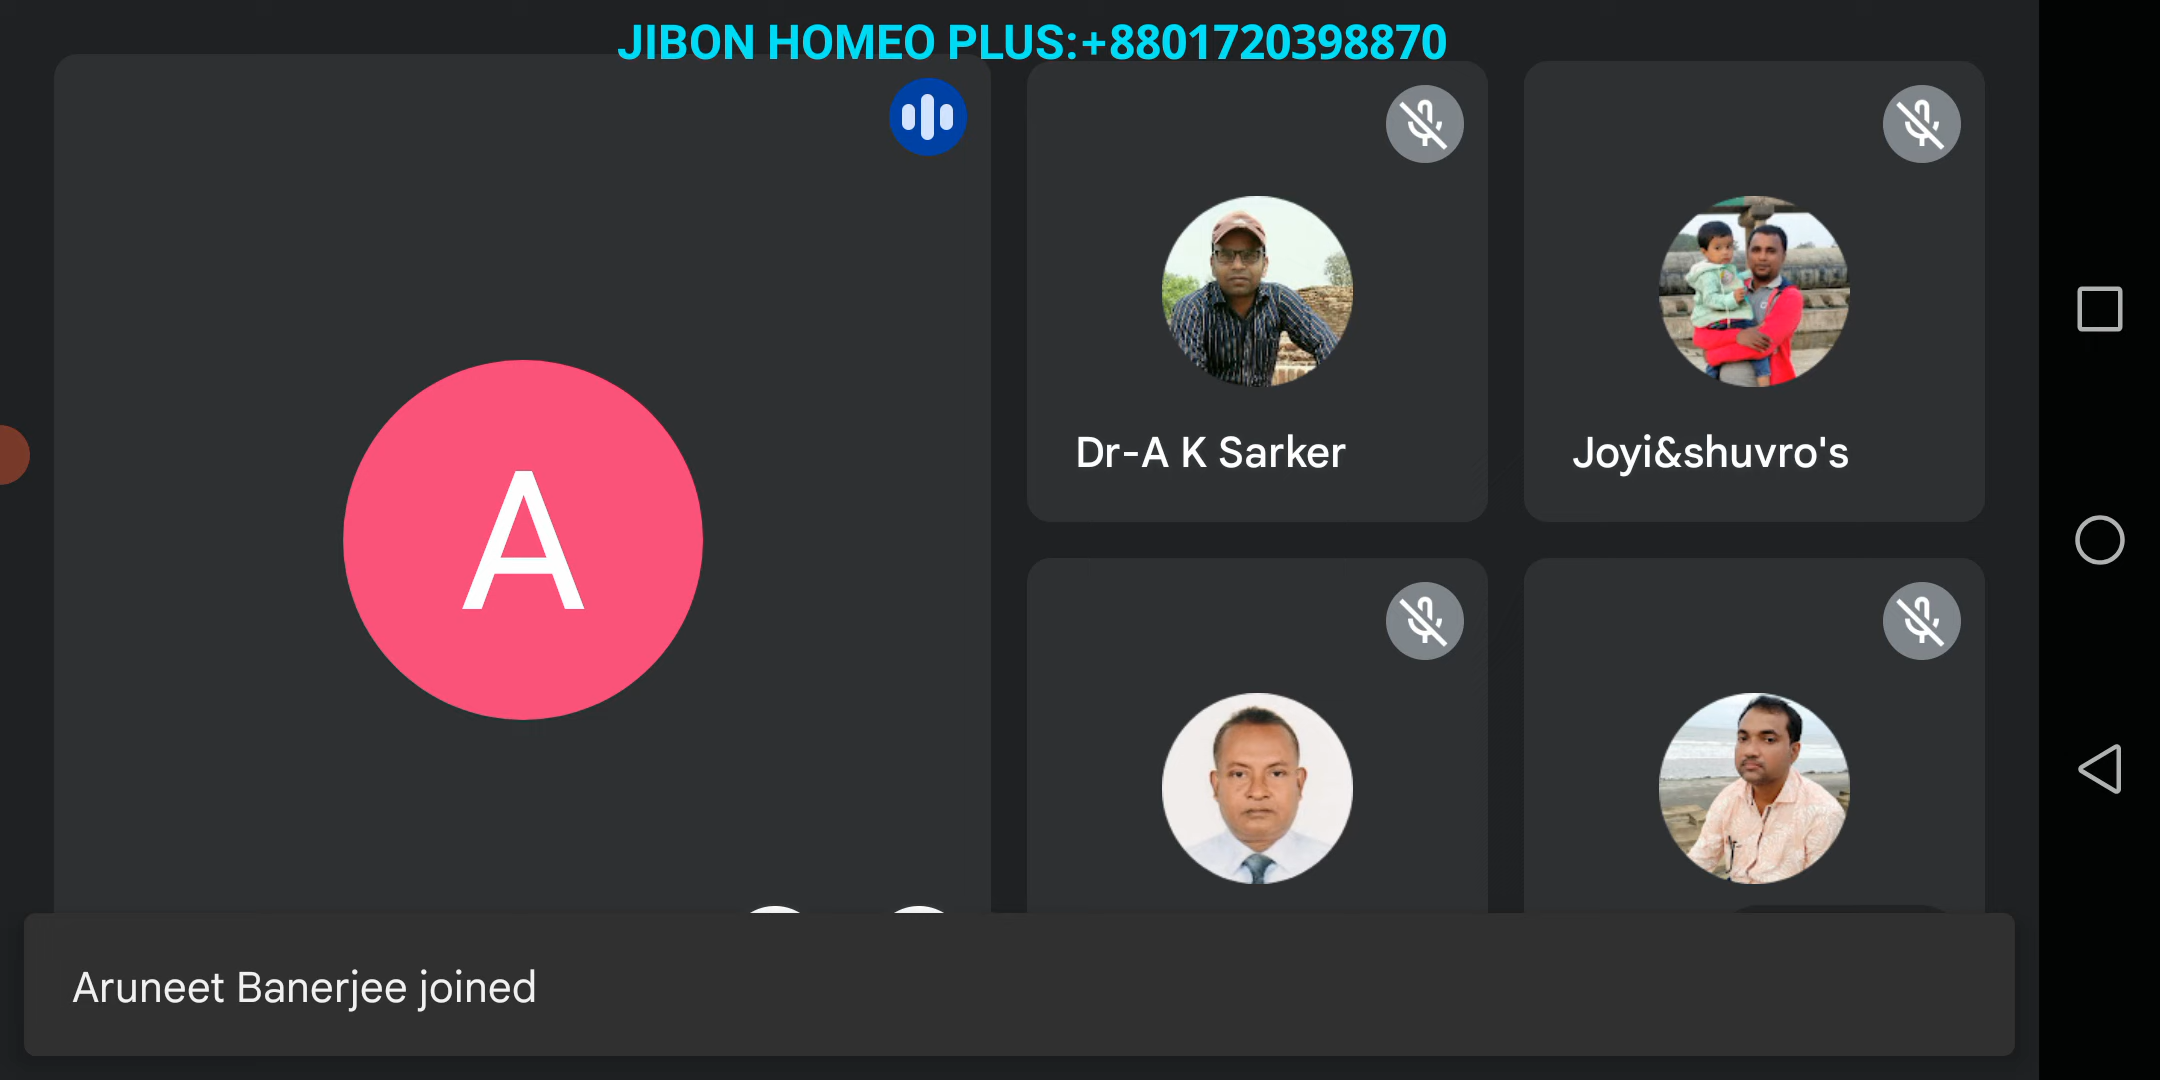 JIBON HOMEO PLUS:+8801720398870
A
Dr-A K Sarker
Joyi&shuvro's
Aruneet Banerjee joined